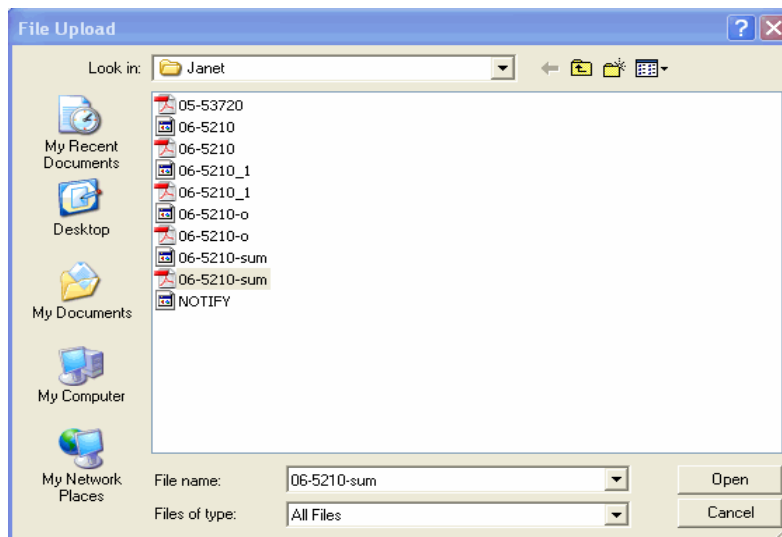 File Upload
Look in: Janet
My Recent
Documents
Desktop
My Documents
My Computer
My Network
Places
05-53720
06-5210
06-5210
06-5210_1
06-5210_1
06-5210-o
06-5210-o
06-5210-sum
06-5210-sum
NOTIFY
File name: 06-5210-sum Open
Files of type: All Files Cancel